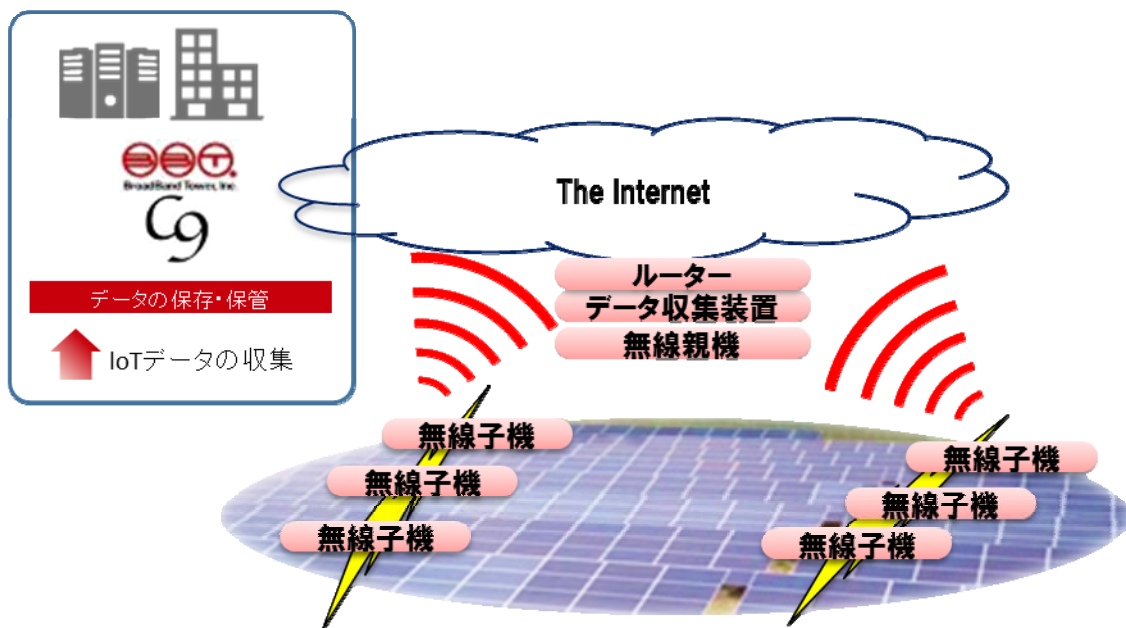 BBT.
BroadBand Tower, Inc.
C9
データの保存・保管
IoTデータの収集
The Internet
ルーター
データ収集装置
無線親機
無線子機
無線子機
無線子機
無線子機
無線子機
無線子機